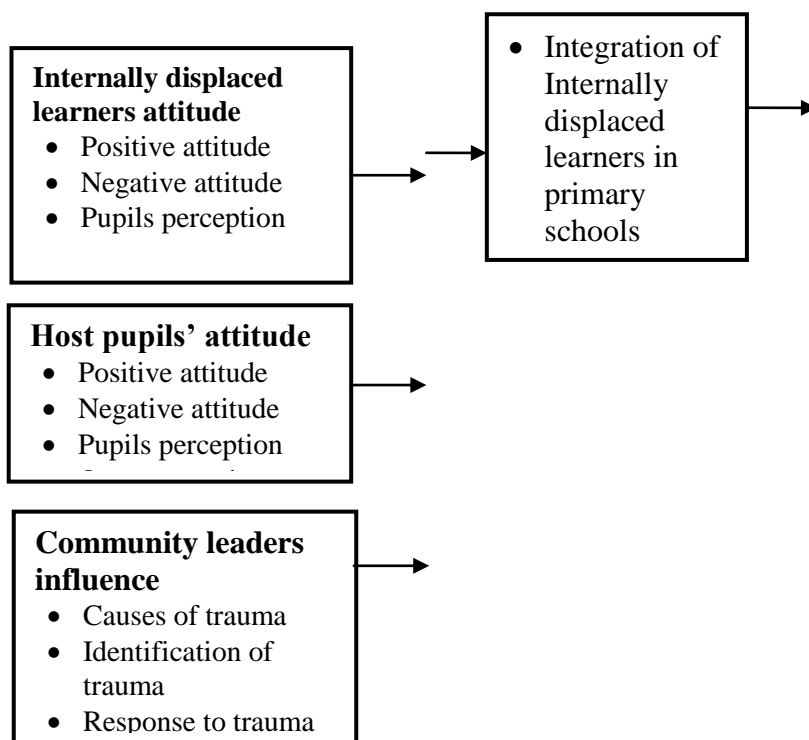 Internally displaced
learners attitude
• Positive attitude
• Negative attitude
• Pupils perception
• Integration of
Internally
displaced
learners in
primary
schools
Host pupils’ attitude
• Positive attitude
• Negative attitude
• Pupils perception
Community leaders
influence
• Causes of trauma
• Identification of
trauma
• Response to trauma